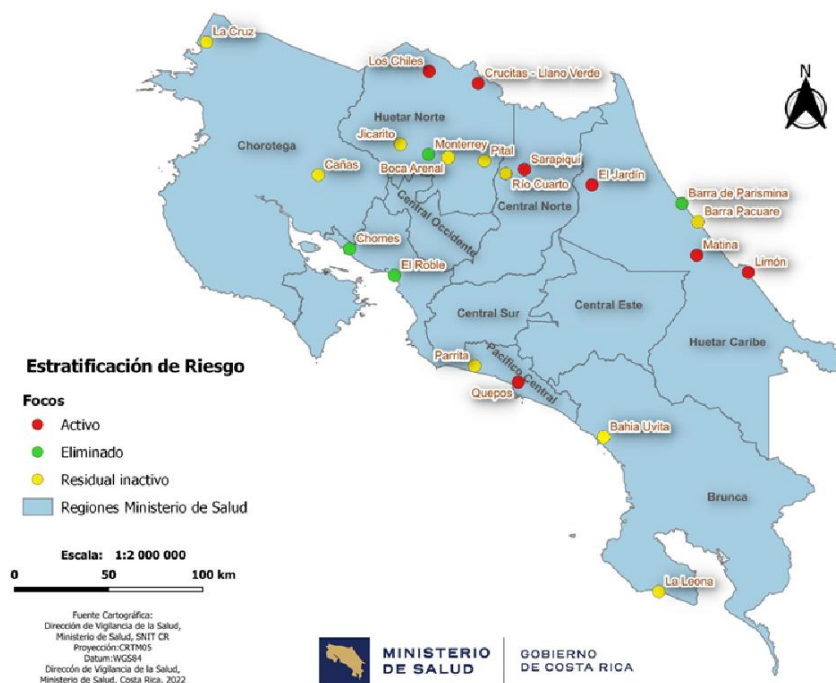 La Cruz
N
Los Chiles
Crucitas - Llano Verde
Huetar Norte
Jicarito
Monterrey
Pital
Sarapiquí
Chorotega
Boca Arenal
Cañas
Río Cuarto
El Jardín
Barra de Parismina
Central Norte
Barra Pacuare
Central Occidente
Chomes
Matina
El Roble
Limón
Central Sur
Central Este
Huetar Caribe
Parrita
Pacífico Central
Quepos
Bahia Uvita
Brunca
La Leona
Estratificación de Riesgo
Focos
Activo
Eliminado
Residual inactivo
Regiones Ministerio de Salud
Escala: 1:2 000 000
0 50 100 km
Fuente Cartográfica:
Dirección de Vigilancia de la Salud,
Ministerio de Salud, SNIT CR
Proyección:CRTM05
Datum:WGS84
Direccón de Vigilancia de la Salud,
Ministerio de Salud, Costa Rica, 2022
MINISTERIO
DE SALUD
GOBIERNO
DE COSTA RICA